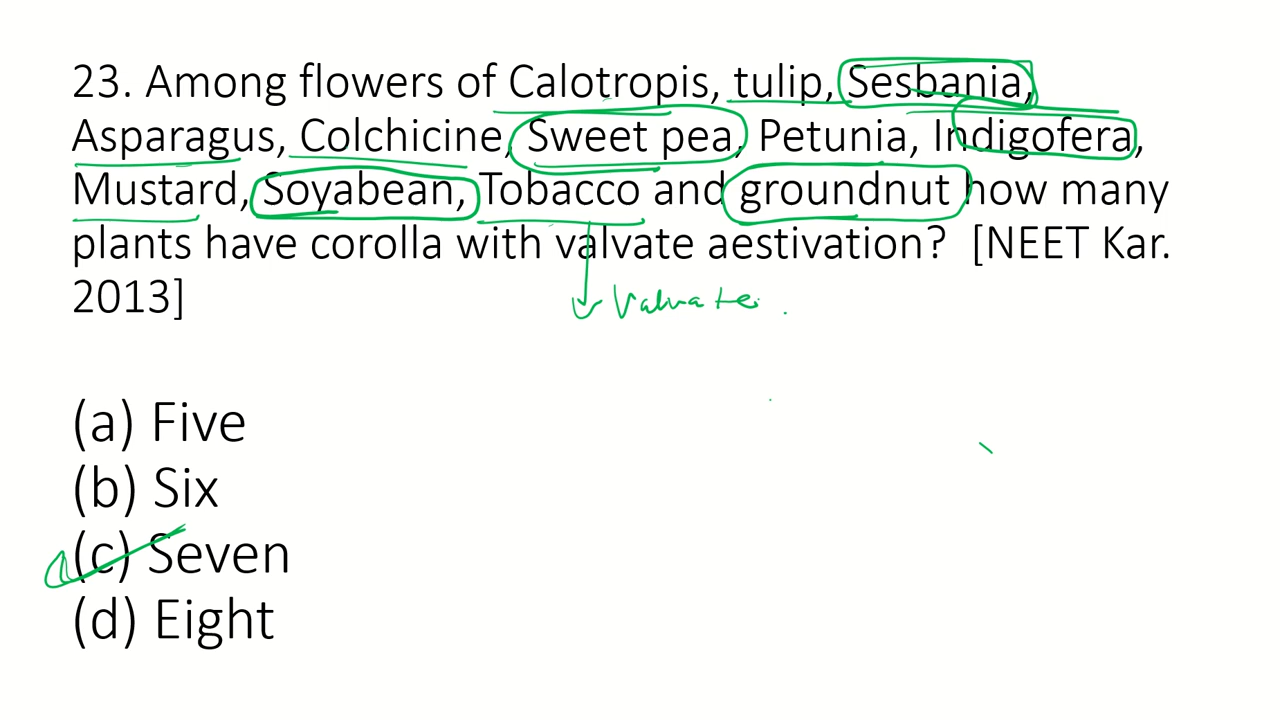 23. Among flowers of Calotropis, tulip, Sesbania,
Asparagus, Colchicine, Sweet pea, Petunia, Indigofera,
Mustard, Soyabean, Tobacco and groundnut how many
plants have corolla with valvate aestivation? [NEET Kar.
2013]
Valvate.
(a) Five
(b) Six
(c) Seven
(d) Eight